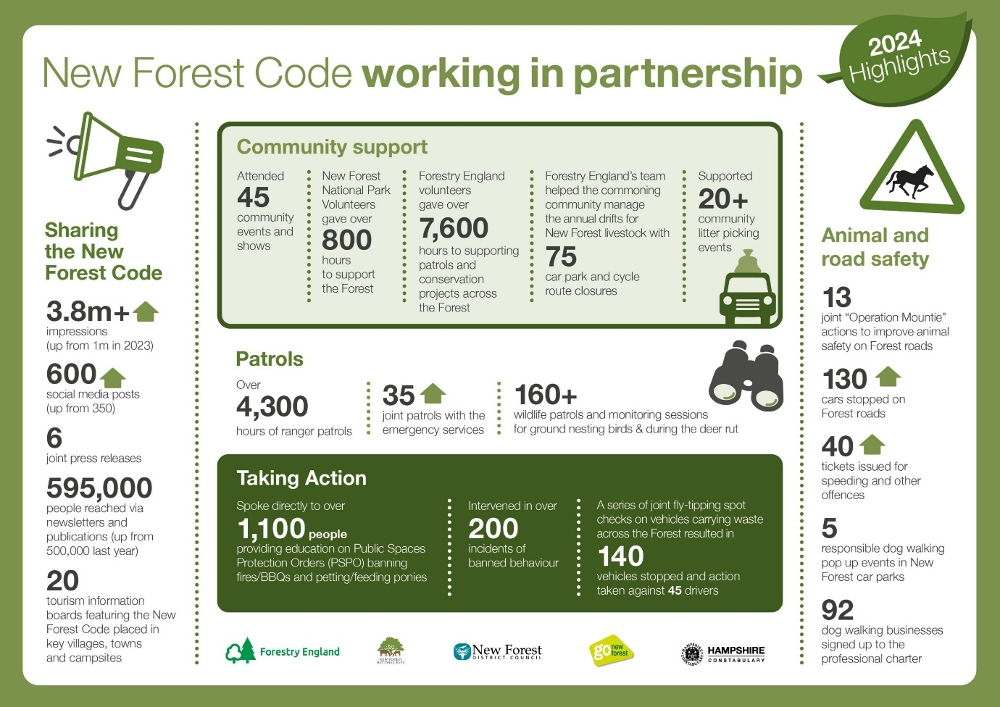 New Forest Code working in partnership
2024
Highlights
Sharing
the New
Forest Code
3.8m+
impressions
(up from 1m in 2023)
600
social media posts
(up from 350)
6
joint press releases
595,000
people reached via
newsletters and
publications (up from
500,000 last year)
20
tourism information
boards featuring the New
Forest Code placed in
key villages, towns
and campsites
Community support
Attended
45
community
events and
shows
New Forest
National Park
Volunteers
gave over
800
hours
to support
the Forest
Forestry England
volunteers
gave over
7,600
hours to supporting
patrols and
conservation
projects across
the Forest
Forestry England's team
helped the commoning
community manage
the annual drifts for
New Forest livestock with
75
car park and cycle
route closures
Supported
20+
community
litter picking
events
Patrols
Over
4,300
hours of ranger patrols
35
joint patrols with the
emergency services
160+
wildlife patrols and monitoring sessions
for ground nesting birds & during the deer rut
Taking Action
Spoke directly to over
1,100 people
providing education on Public Spaces
Protection Orders (PSPO) banning
fires/BBQs and petting/feeding ponies
Intervened in over
200
incidents of
banned behaviour
A series of joint fly-tipping spot
checks on vehicles carrying waste
across the Forest resulted in
140
vehicles stopped and action
taken against 45 drivers
Animal and
road safety
13
joint “Operation Mountie”
actions to improve animal
safety on Forest roads
130
cars stopped on
Forest roads
40
tickets issued for
speeding and other
offences
5
responsible dog walking
pop up events in New
Forest car parks
92
dog walking businesses
signed up to the
professional charter
Forestry England
NEW FOREST
NATIONAL PARK
New Forest
DISTRICT COUNCIL
go new
forest
HAMPSHIRE
CONSTABULARY